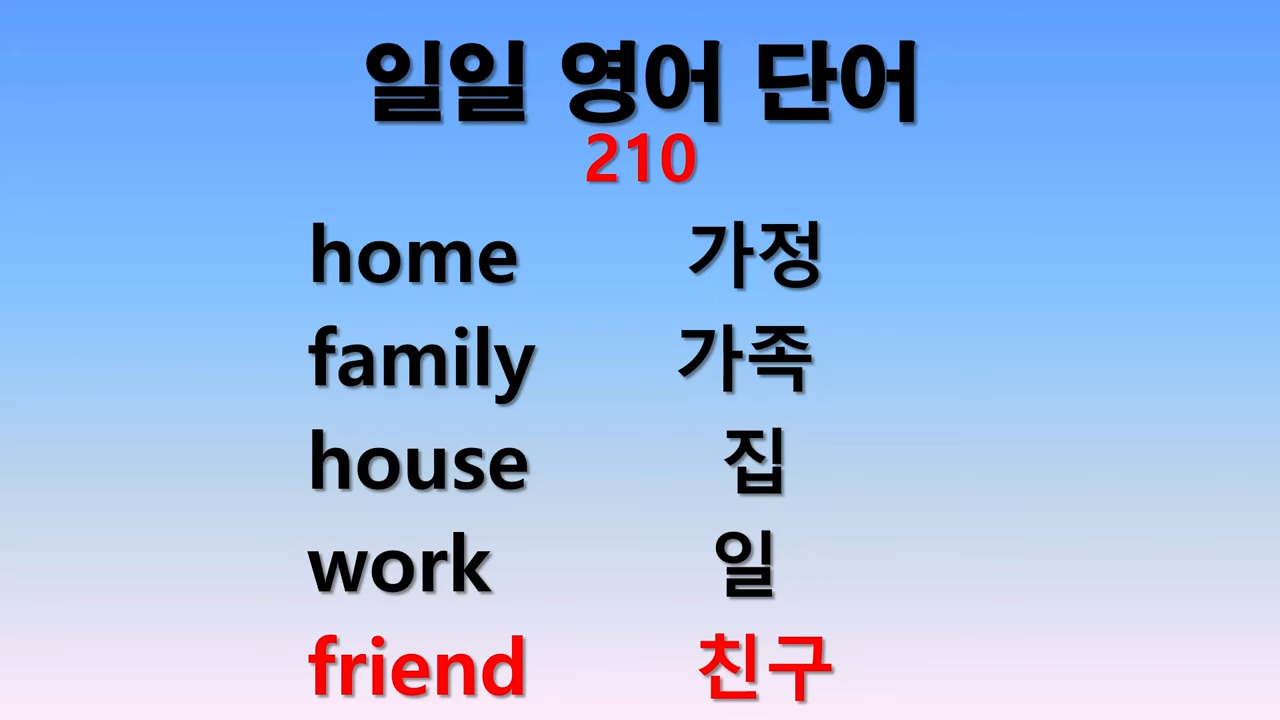 일일 영어 단어
210
home 가정
family 가족
house 집
work 일
friend 친구